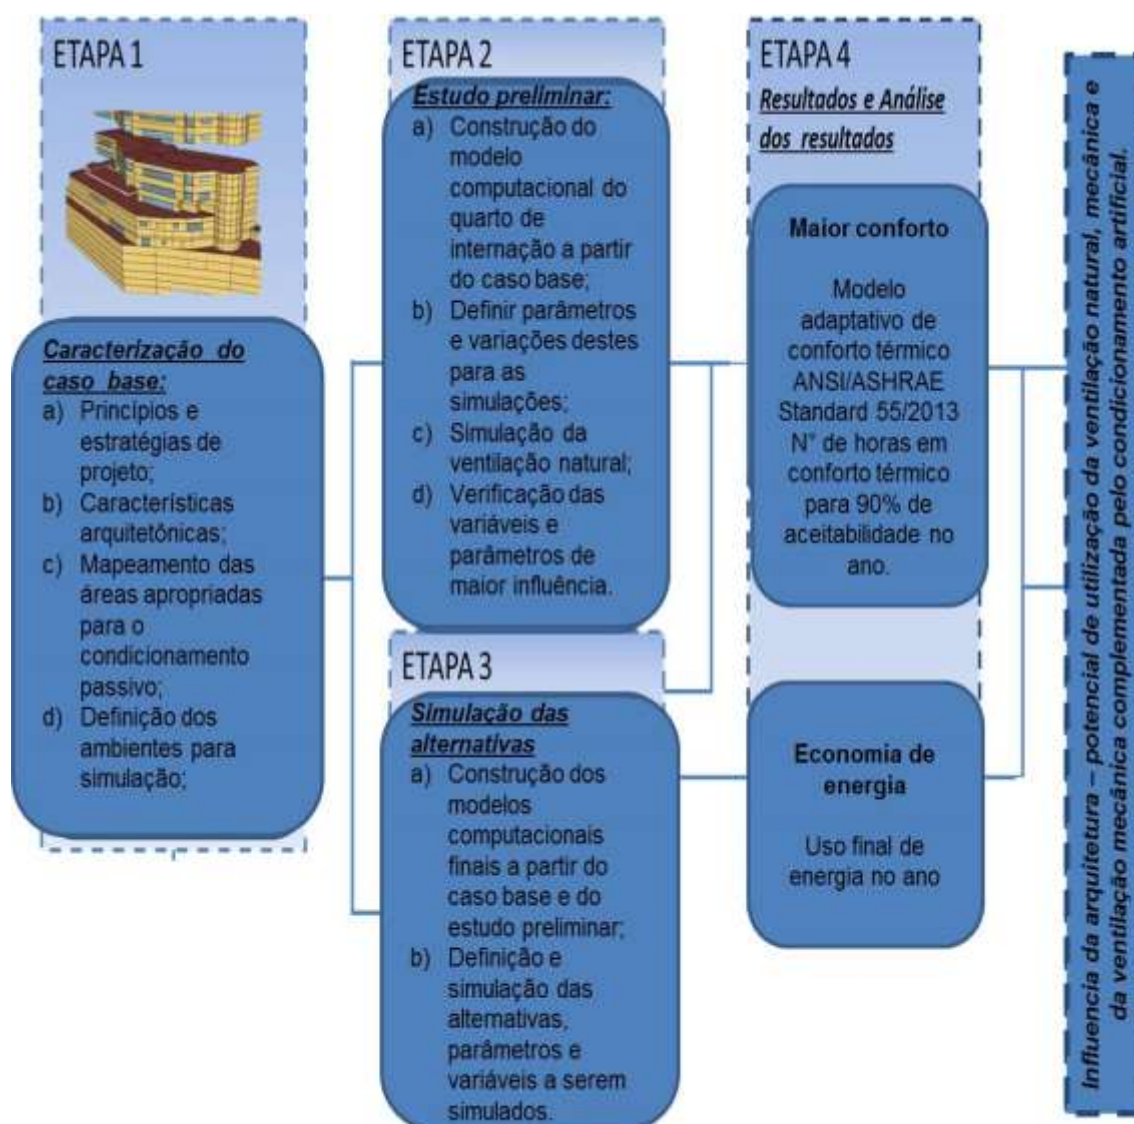 ETAPA 1
Caracterização do
caso base:
a) Princípios e
estratégias de
projeto;
b) Características
arquitetônicas;
c) Mapeamento das
áreas apropriadas
para o
condicionamento
passivo;
d) Definição dos
ambientes para
simulação;
ETAPA 2
Estudo preliminar:
a) Construção do
modelo
computacional do
quarto de
internação a partir
do caso base;
b) Definir parâmetros
e variações destes
para as
simulações;
c) Simulação da
ventilação natural;
d) Verificação das
variáveis e
parâmetros de
maior influência.
ETAPA 3
Simulação das
alternativas
a) Construção dos
modelos
computacionais
finais a partir do
caso base e do
estudo preliminar;
b) Definição e
simulação das
alternativas,
parâmetros e
variáveis a serem
simulados.
ETAPA 4
Resultados e Análise
dos resultados
Maior conforto
Modelo
adaptativo de
conforto térmico
ANSI/ASHRAE
Standard 55/2013
N° de horas em
conforto térmico
para 90% de
aceitabilidade no
ano.
Economia de
energia
Uso final de
energia no ano
Influencia da arquitetura – potencial de utilização da ventilação natural, mecânica e
da ventilação mecânica complementada pelo condicionamento artificial.